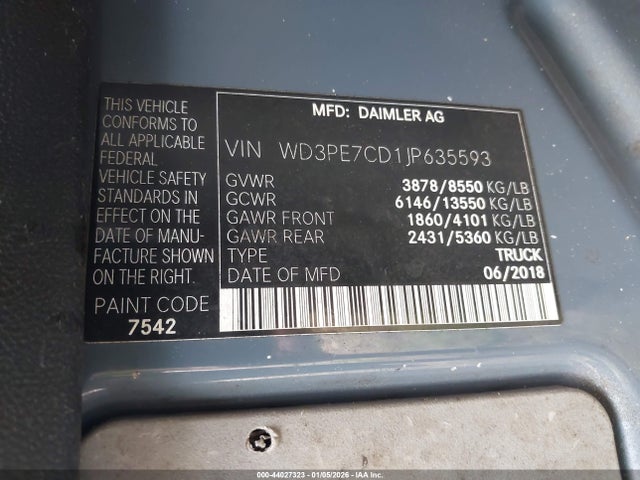 THIS VEHICLE
CONFORMS TO
ALL APPLICABLE
FEDERAL
VEHICLE SAFETY
STANDARDS IN
EFFECT ON THE
DATE OF MANU-
FACTURE SHOWN
ON THE RIGHT.
PAINT CODE
7542
MFD: DAIMLER AG
VIN WD3PE7CD1JP635593
GVWR 3878/8550 KG/LB
GCWR 6146/13550 KG/LB
GAWR FRONT 1860/4101 KG/LB
GAWR REAR 2431/5360 KG/LB
TYPE TRUCK
DATE OF MFD 06/2018
000-44027323 - 01/05/2026 - IAA Inc.